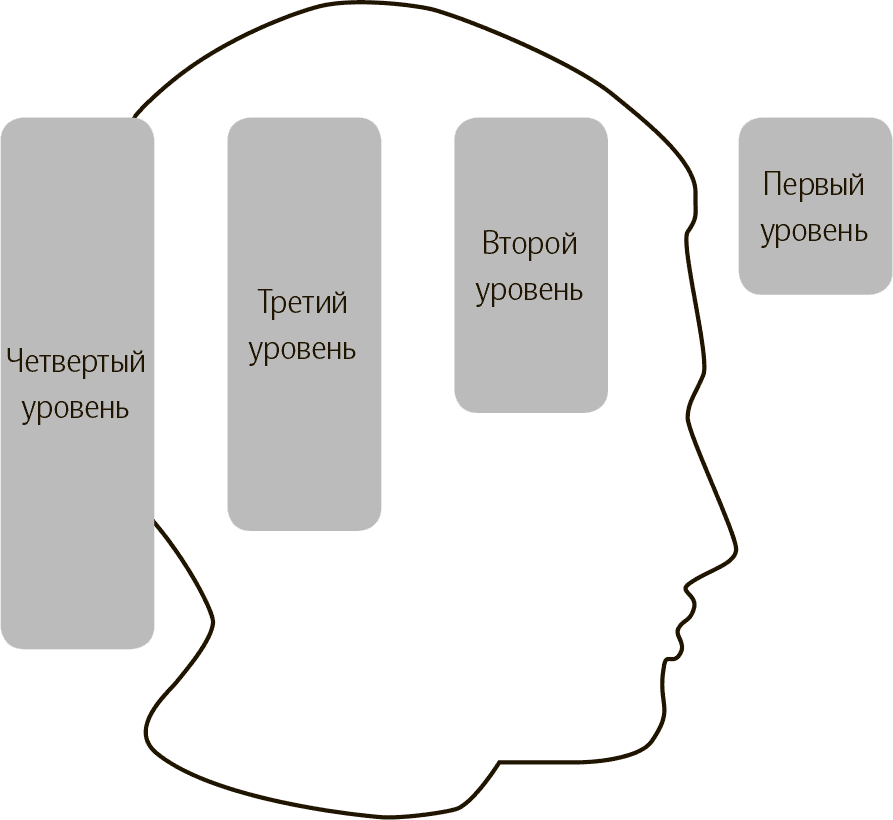 Четвертый
уровень
Третий
уровень
Второй
уровень
Первый
уровень